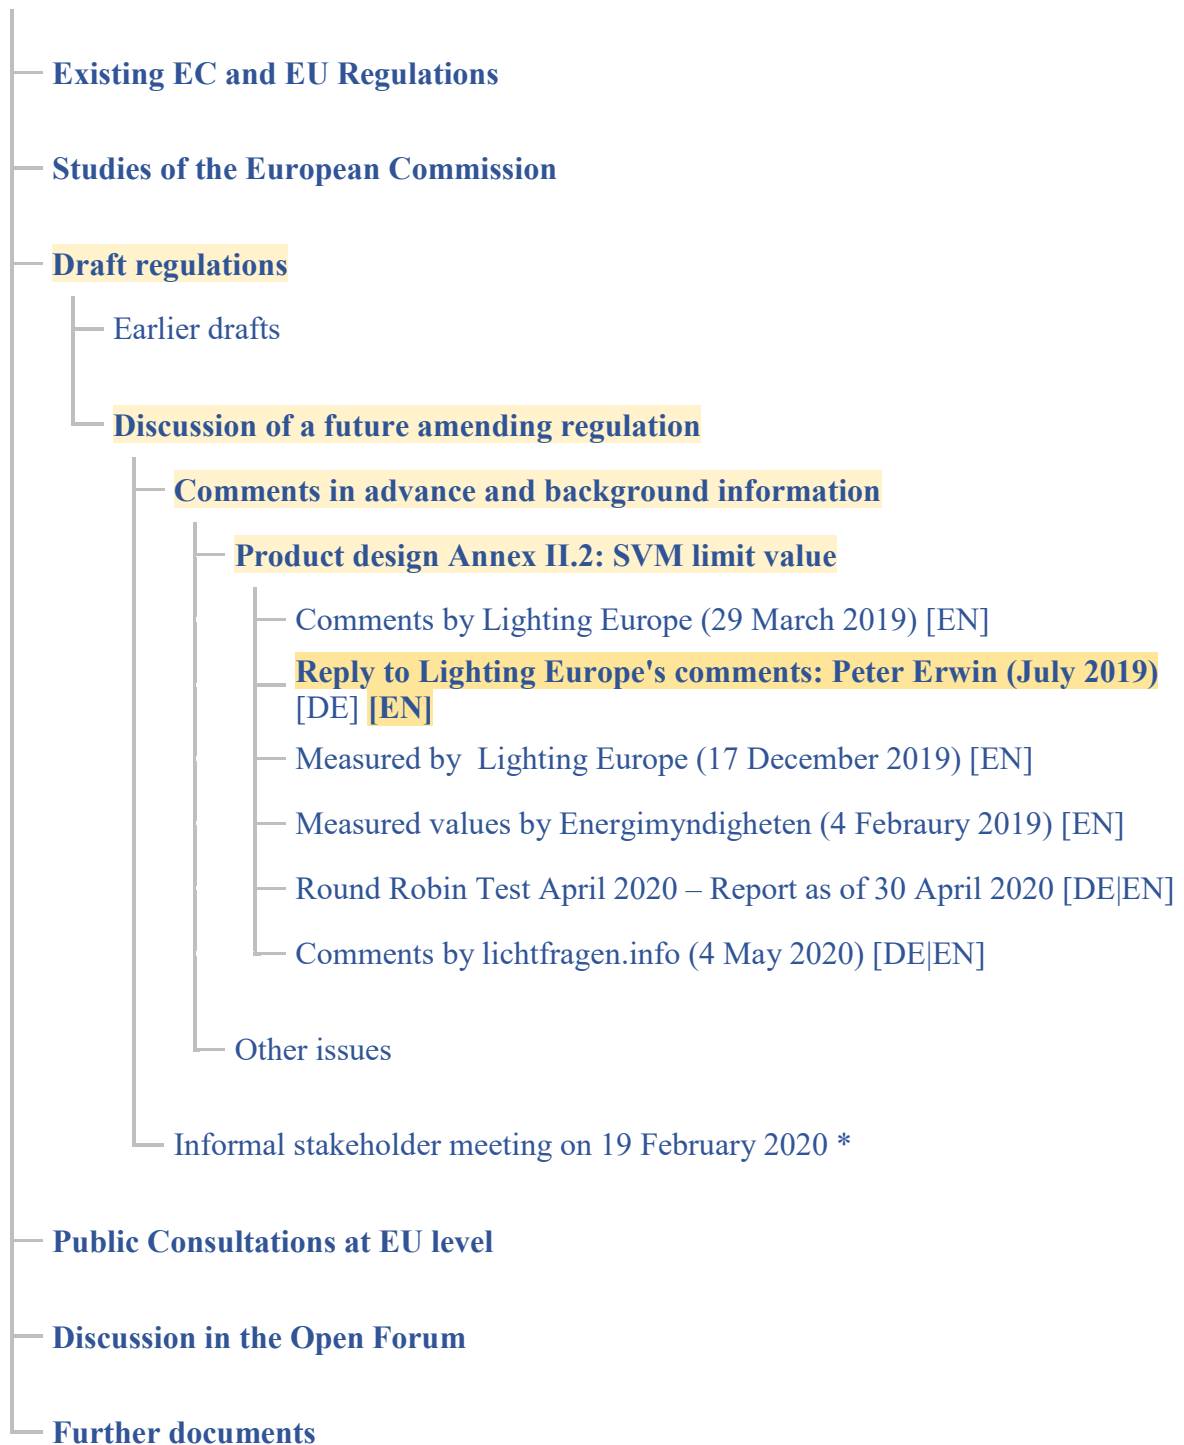 Existing EC and EU Regulations
Studies of the European Commission
Draft regulations
Earlier drafts
Discussion of a future amending regulation
Comments in advance and background information
Product design Annex II.2: SVM limit value
Comments by Lighting Europe (29 March 2019) [EN]
Reply to Lighting Europe's comments: Peter Erwin (July 2019)
[DE] [EN]
Measured by  Lighting Europe (17 December 2019) [EN]
Measured values by Energimyndigheten (4 Febraury 2019) [EN]
Round Robin Test April 2020 – Report as of 30 April 2020 [DE|EN]
Comments by lichtfragen.info (4 May 2020) [DE|EN]
Other issues
Informal stakeholder meeting on 19 February 2020 *
Public Consultations at EU level
Discussion in the Open Forum
Further documents